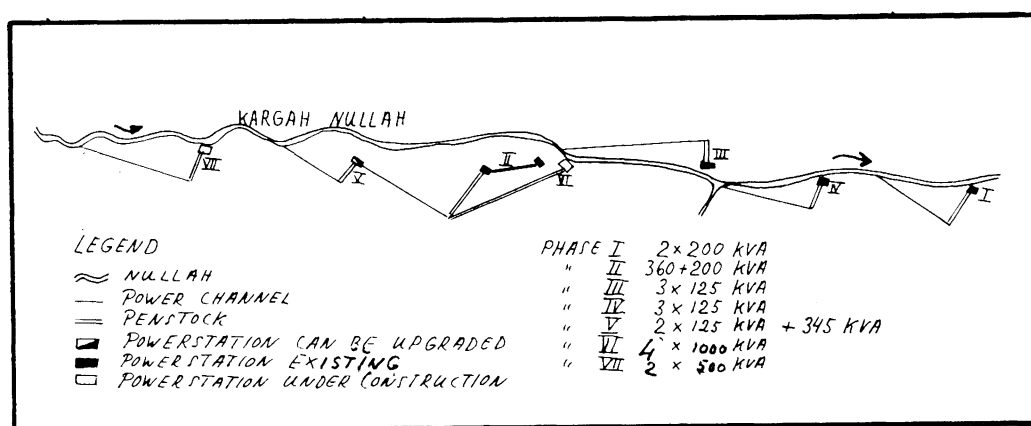 KARGAH NULLAH
VII
V
II
VI
III
IV
I
LEGEND
NULLAH
POWER CHANNEL
PENSTOCK
POWERSTATION CAN BE UPGRADED
POWERSTATION EXISTING
POWERSTATION UNDER CONSTRUCTION
PHASE I 2 × 200 KVA
" II 360 + 200 KVA
" III 3 × 125 KVA
" IV 3 × 125 KVA
" V 2 × 125 KVA + 345 KVA
" VI 4 × 1000 KVA
" VII 2 × 500 KVA